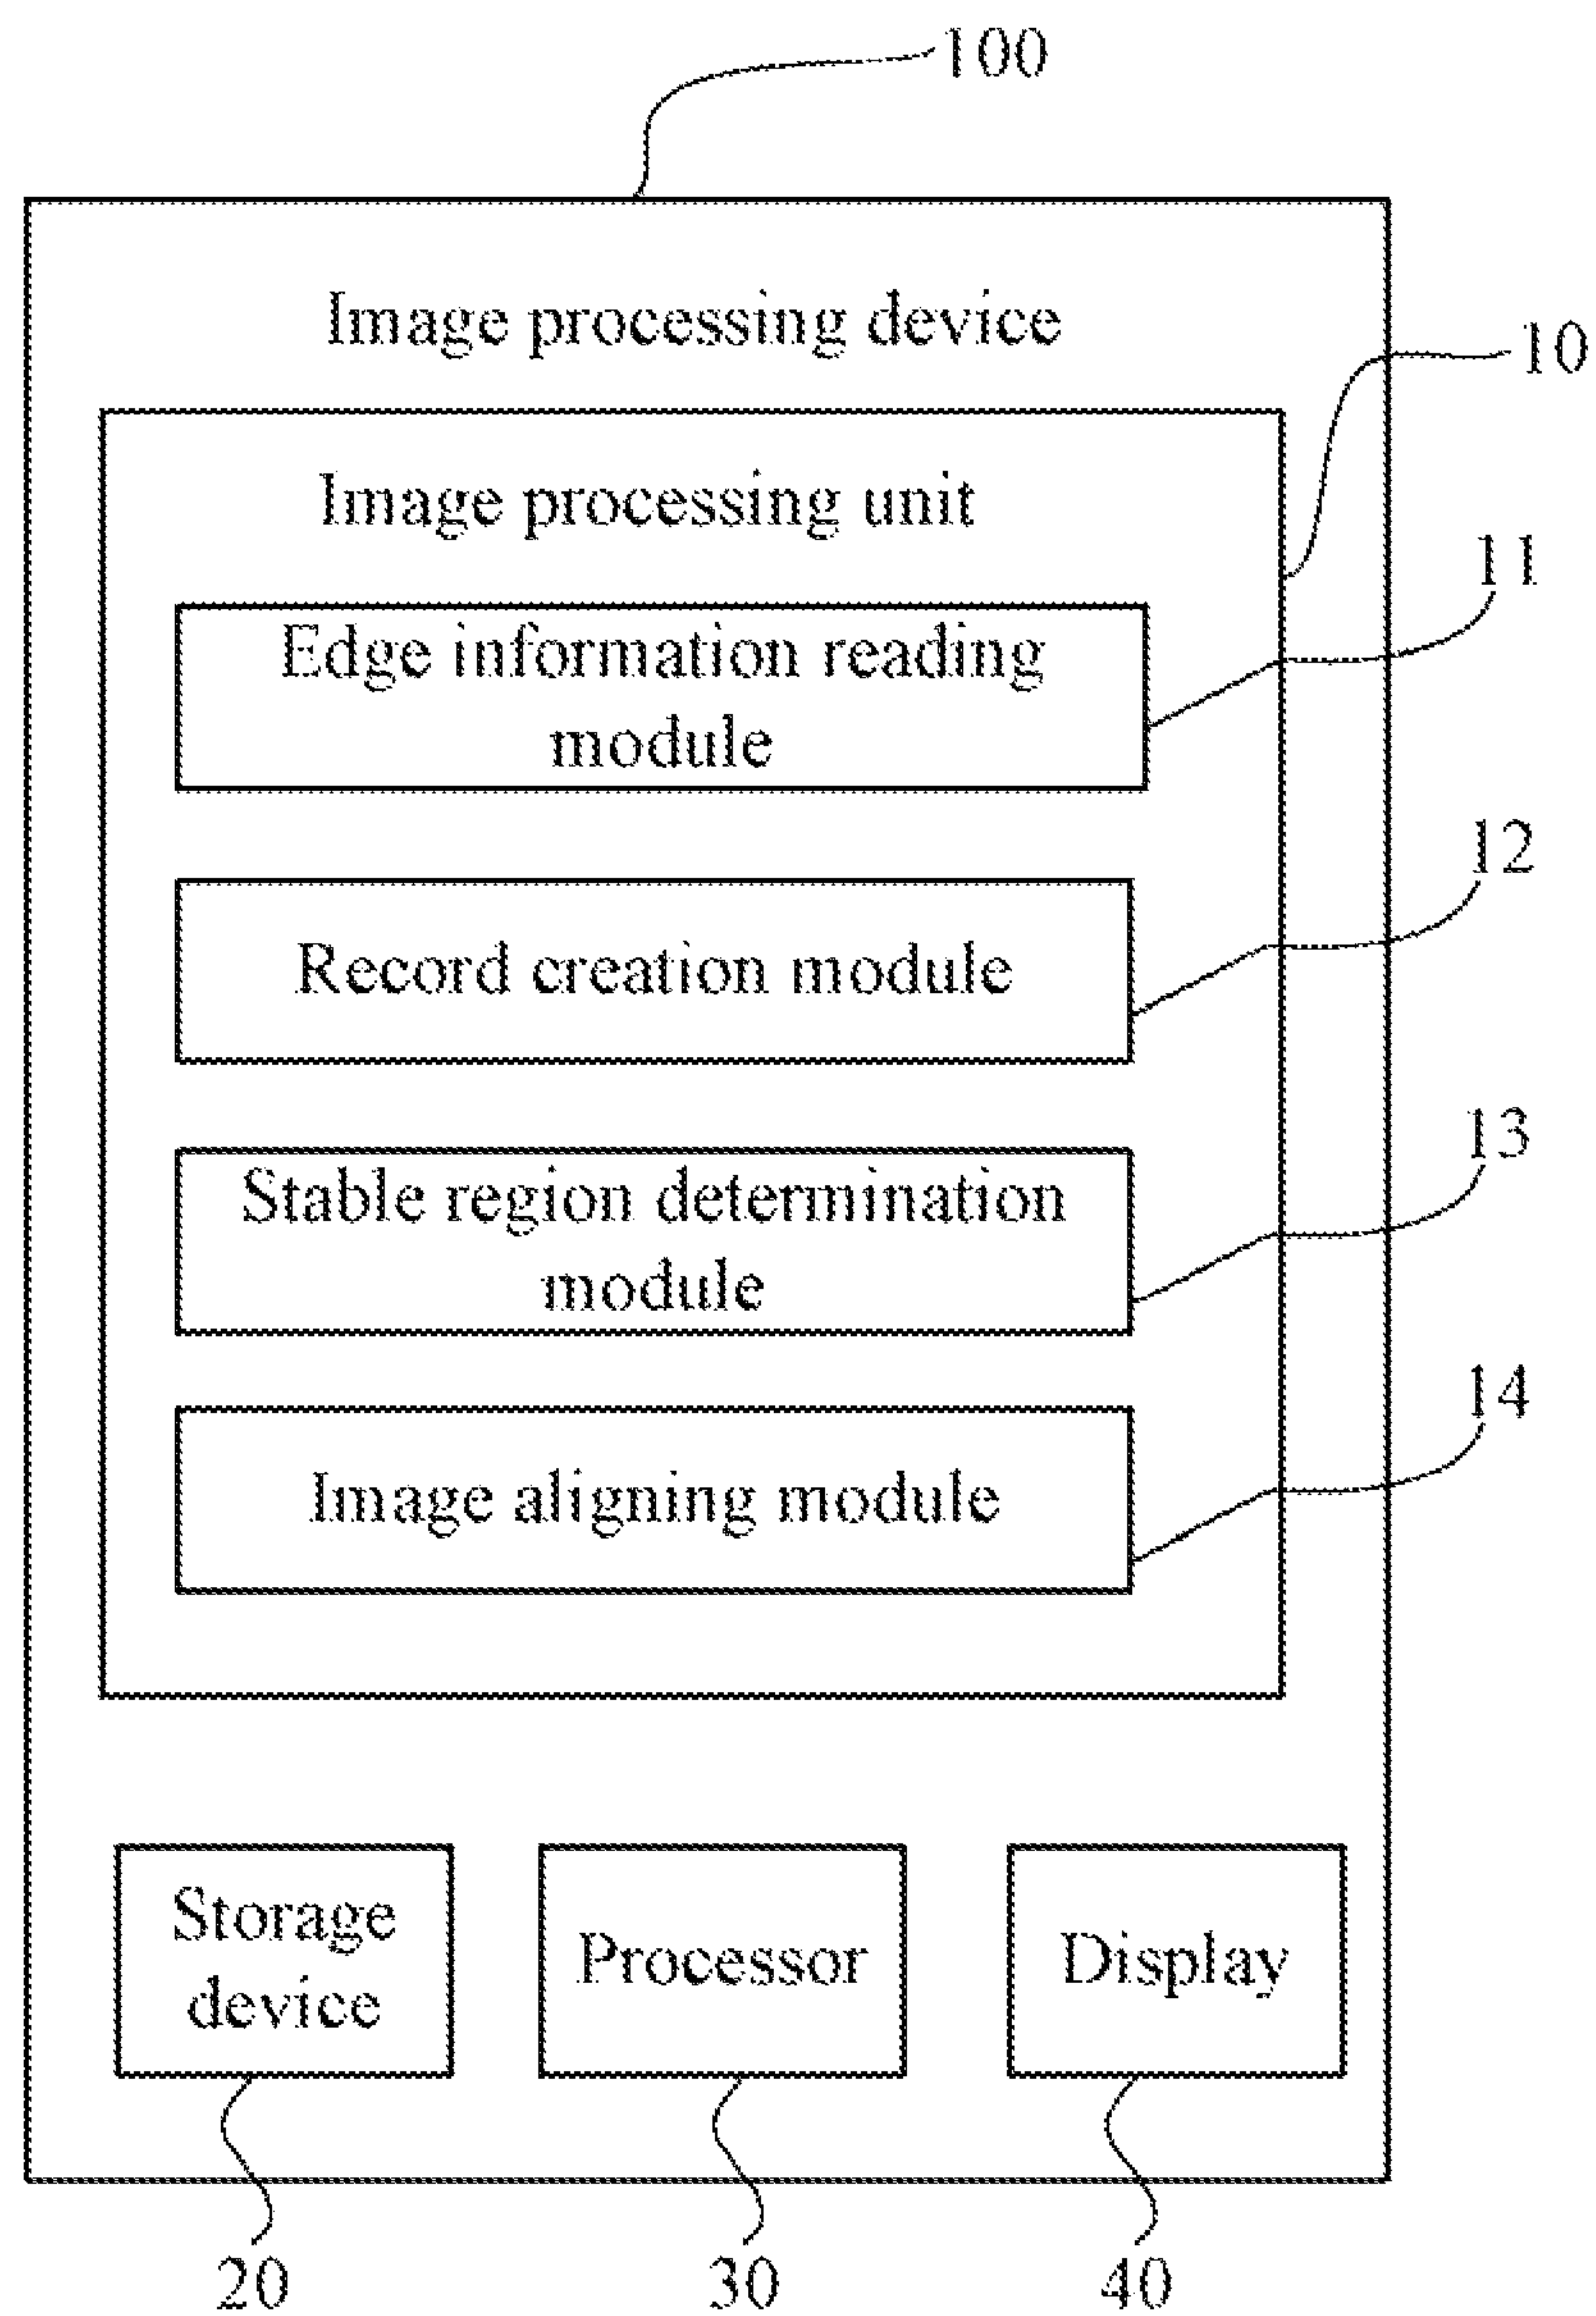 100
Image processing device
10
Image processing unit
11
Edge information reading
module
12
Record creation module
13
Stable region determination
module
14
Image aligning module
Storage
device
Processor
Display
20
30
40